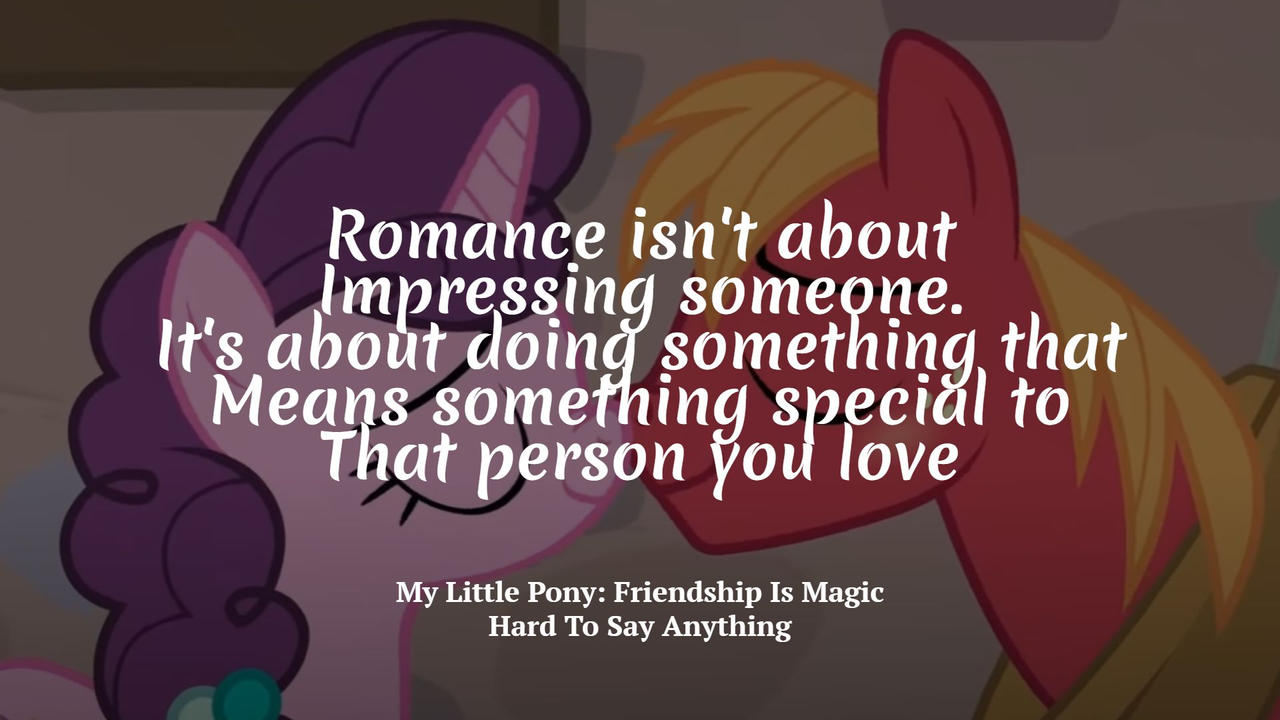 Romance isn't about
Impressing someone.
It's about doing something that
Means something special to
That person you love
My Little Pony: Friendship Is Magic
Hard To Say Anything